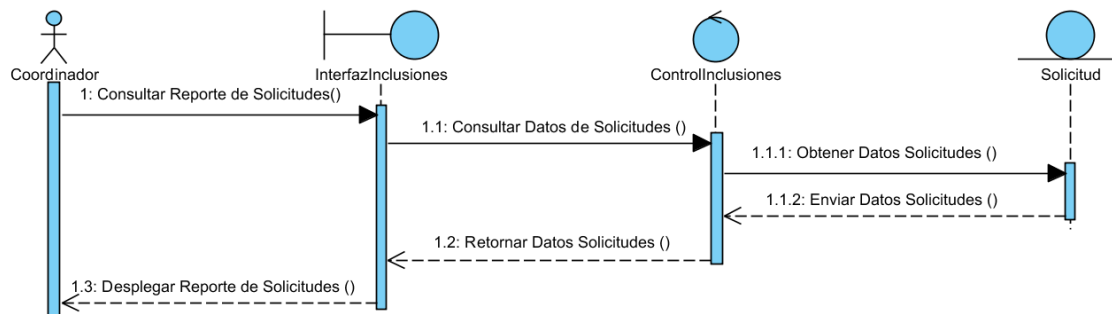 Coordinador
InterfazInclusiones
ControlInclusiones
Solicitud
1: Consultar Reporte de Solicitudes()
1.1: Consultar Datos de Solicitudes ()
1.1.1: Obtener Datos Solicitudes ()
1.1.2: Enviar Datos Solicitudes ()
1.2: Retornar Datos Solicitudes ()
1.3: Desplegar Reporte de Solicitudes ()